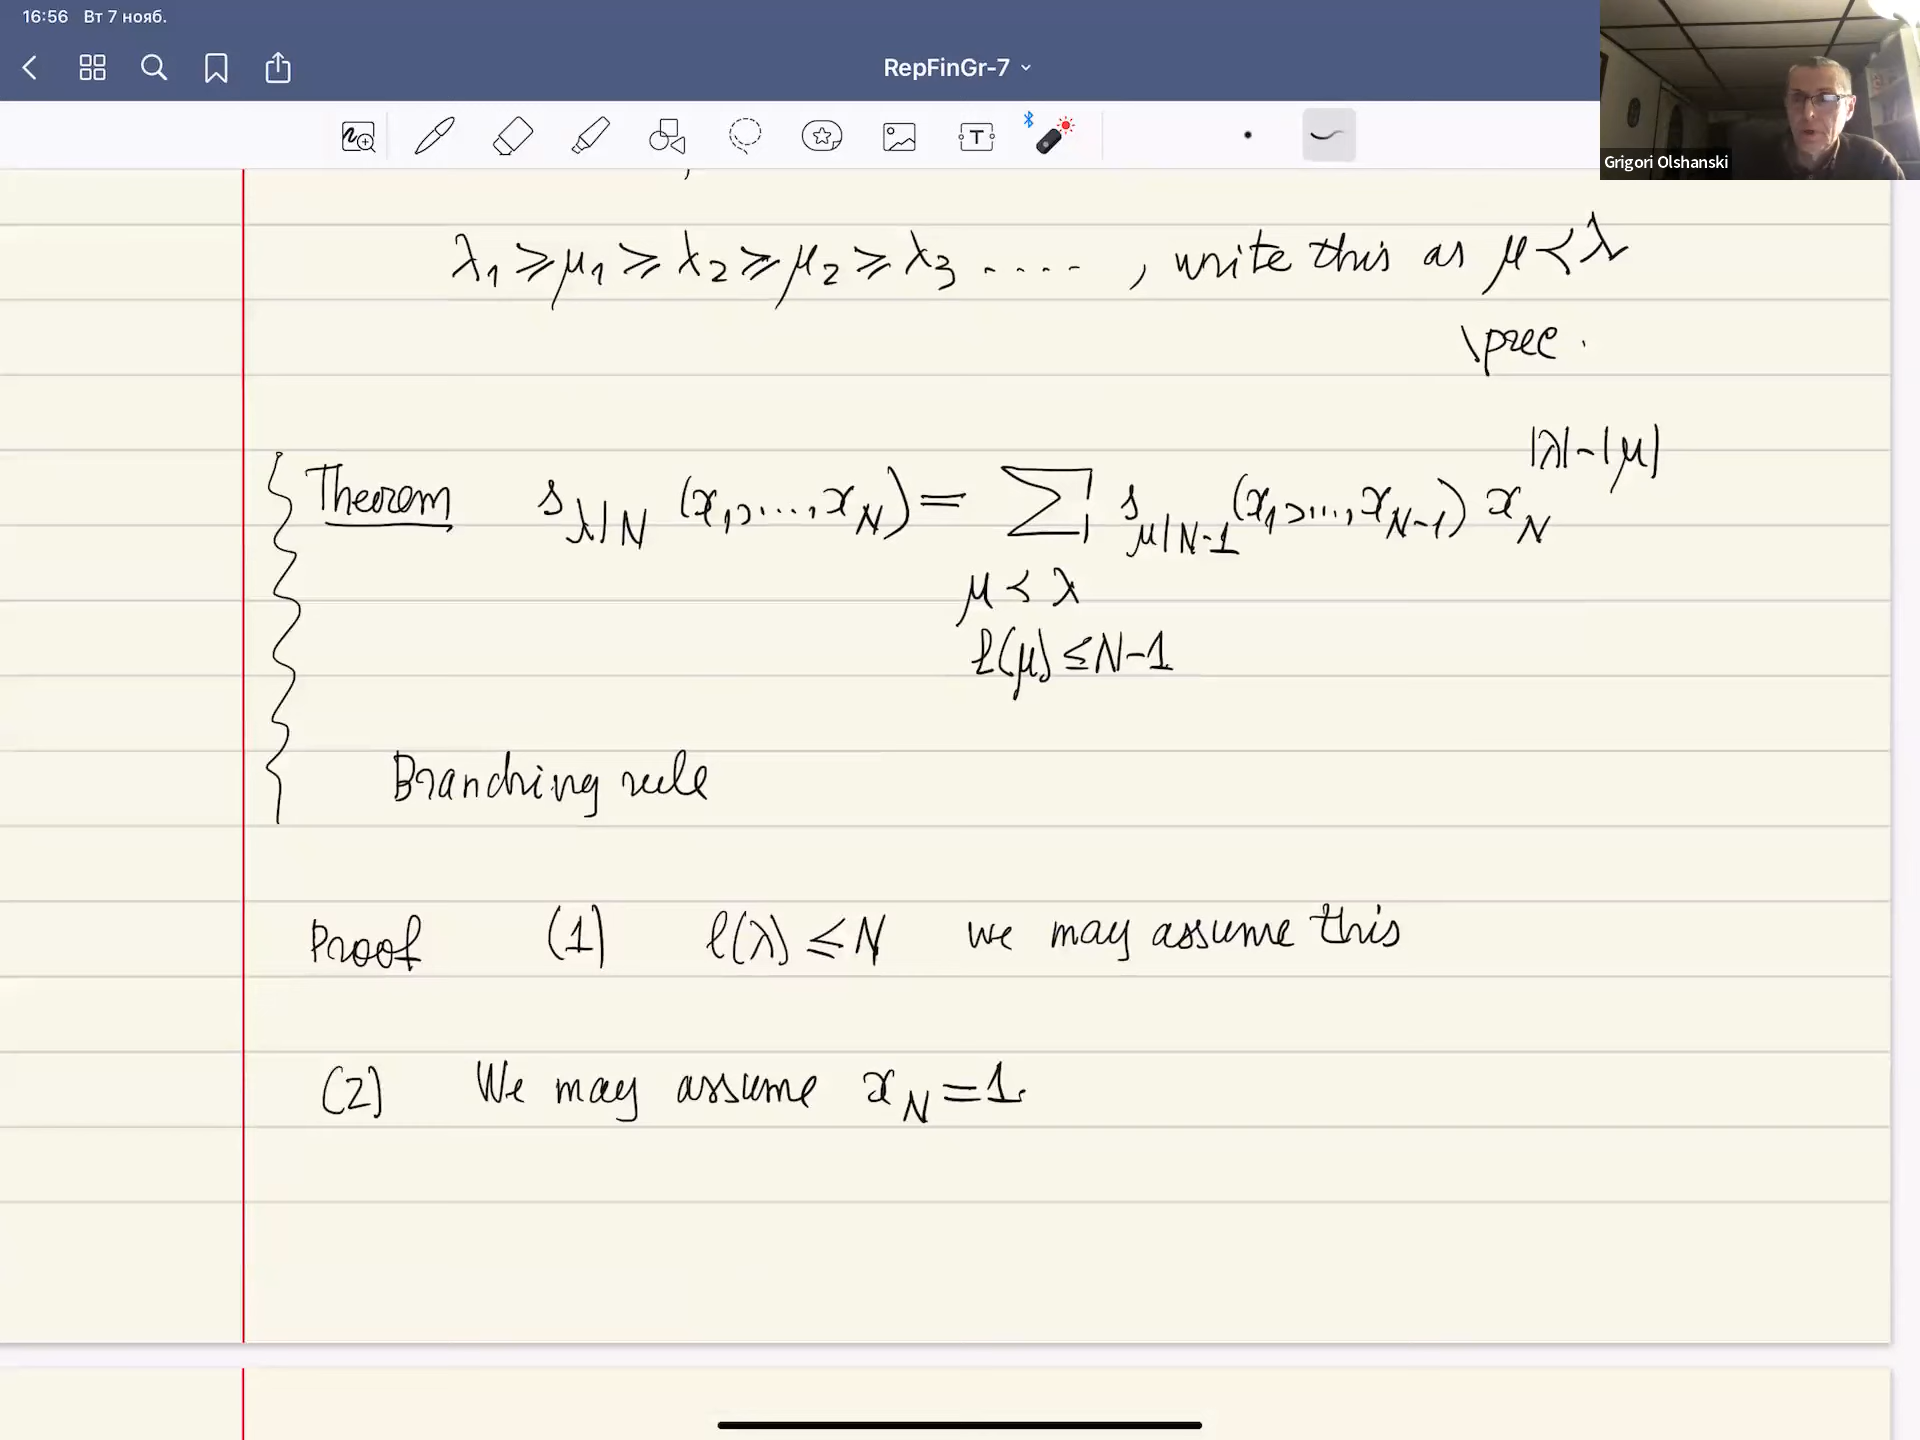 16:56 Вт 7 нояб.
RepFinGr-7
Grigori Olshanski
λ₁ ⩾ μ₁ ⩾ λ₂ ⩾ μ₂ ⩾ λ₃ ....., write this as μ ≺ λ
\prec.
Theorem s_{λ|N} (x₁,...,x_N) = ∑_{μ ≺ λ, ℓ(μ) ≤ N-1} s_{μ|N-1}(x₁,...,x_{N-1}) x_N^{|λ|-|μ|}
Branching rule
Proof (1) ℓ(λ) ⩽ N we may assume this
(2) We may assume x_N = 1.